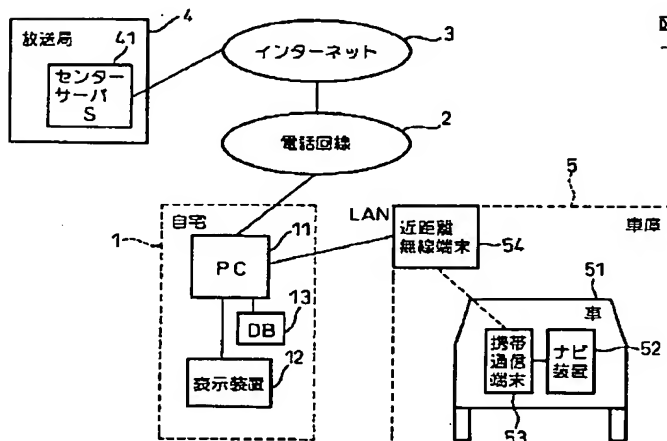 4
放送局
41
センター
サーバ
S
インターネット
3
電話回線
2
1
自宅
11
PC
13
DB
12
表示装置
LAN
5
車庫
近距離
無線端末
54
51
車
携帯
通信
端末
53
ナビ
装置
52